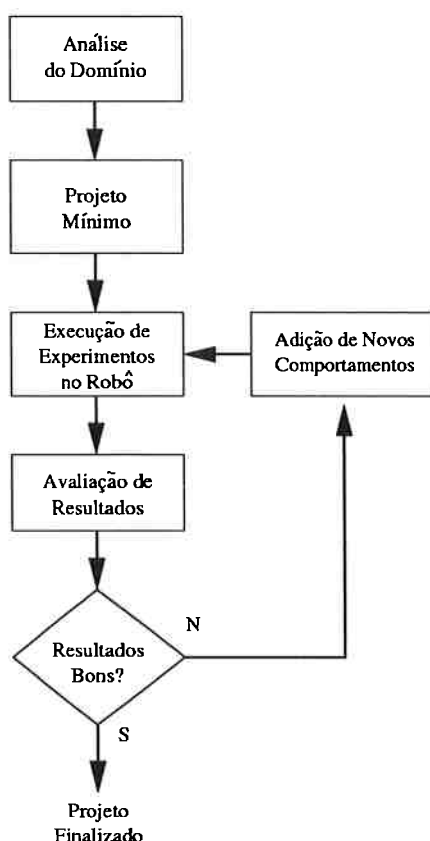 Análise
do Domínio
Projeto
Mínimo
Execução de
Experimentos
no Robô
Adição de Novos
Comportamentos
Avaliação de
Resultados
Resultados
Bons?
N
S
Projeto
Finalizado